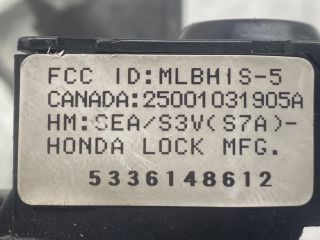 FCC ID:MLBHIS-5
CANADA:25001031905A
HM:SEA/S3V(S7A)-
HONDA LOCK MFG.
5336148612